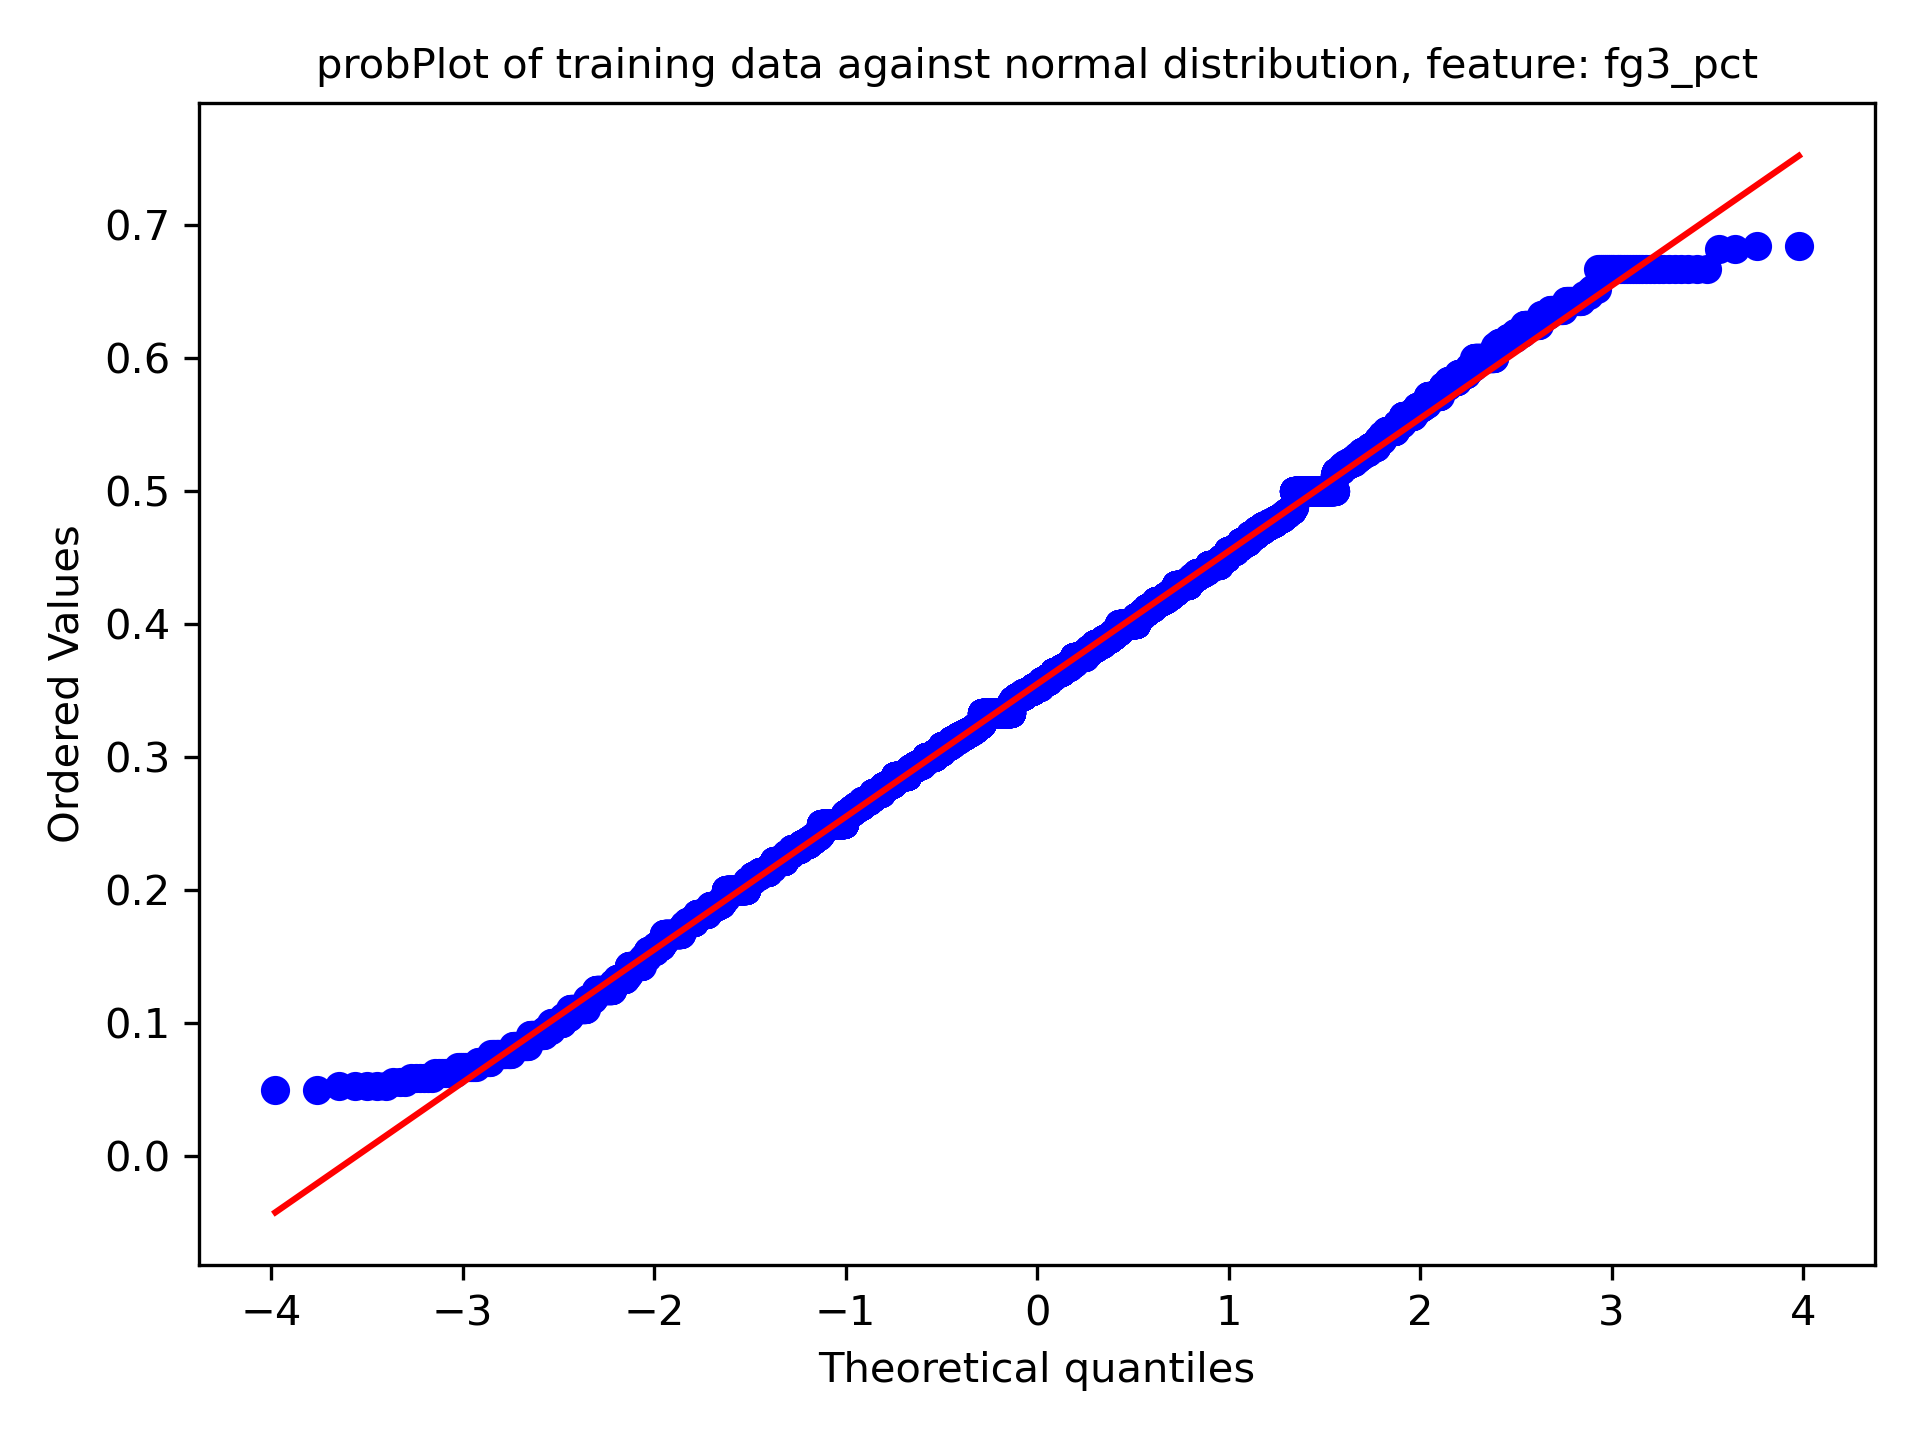 probPlot of training data against normal distribution, feature: fg3_pct
Ordered Values
0.7
0.6
0.5
0.4
0.3
0.2
0.1
0.0
−4 −3 −2 −1 0 1 2 3 4
Theoretical quantiles